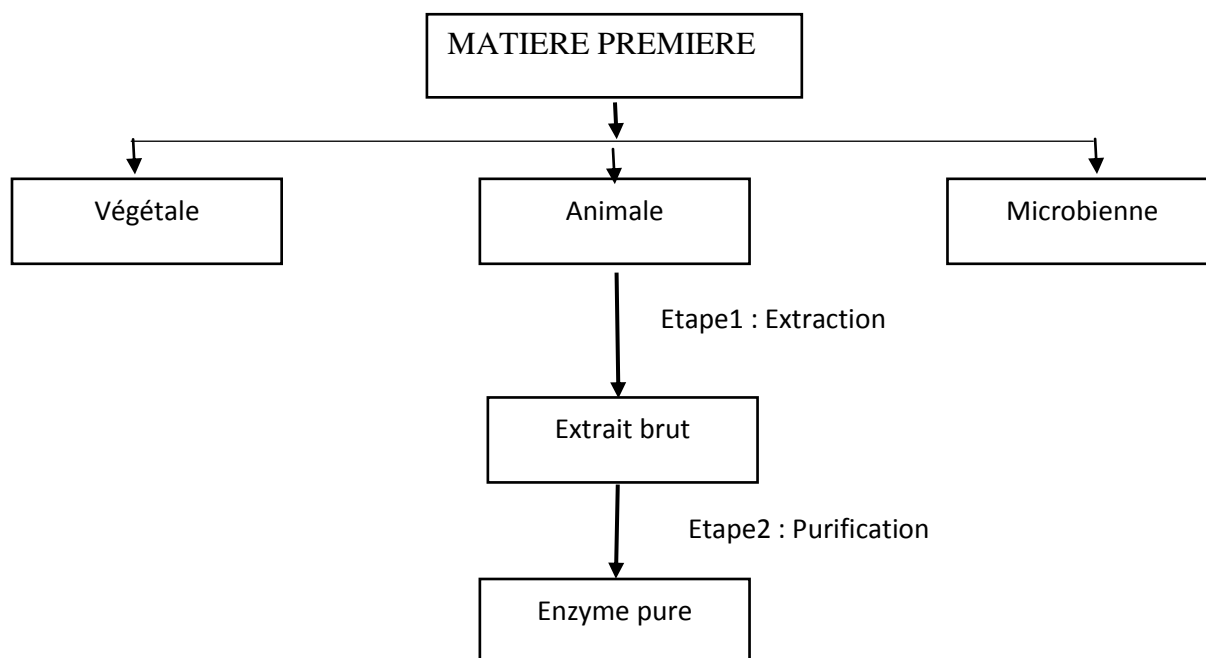 MATIERE PREMIERE
Végétale
Animale
Microbienne
Etape1 : Extraction
Extrait brut
Etape2 : Purification
Enzyme pure